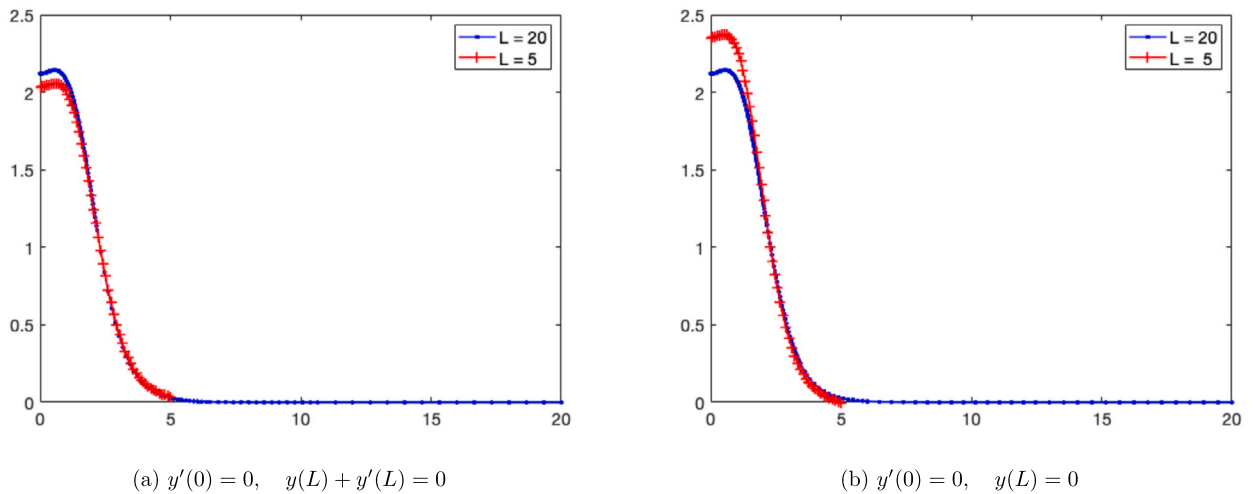 2.5
2
1.5
1
0.5
0
0 5 10 15 20
L = 20
L = 5
(a) y′(0) = 0, y(L) + y′(L) = 0
2.5
2
1.5
1
0.5
0
0 5 10 15 20
L = 20
L = 5
(b) y′(0) = 0, y(L) = 0